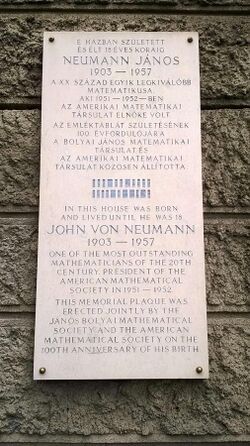 E HÁZBAN SZÜLETETT
ÉS ÉLT 18 ÉVES KORÁIG
NEUMANN JÁNOS
1903 — 1957
A XX. SZÁZAD EGYIK LEGKIVÁLÓBB
MATEMATIKUSA,
AKI 1951 – 1952 – BEN
AZ AMERIKAI MATEMATIKAI
TÁRSULAT ELNÖKE VOLT.
AZ EMLÉKTÁBLÁT SZÜLETÉSÉNEK
100. ÉVFORDULÓJÁRA
A BOLYAI JÁNOS MATEMATIKAI
TÁRSULAT ÉS
AZ AMERIKAI MATEMATIKAI
TÁRSULAT KÖZÖSEN ÁLLÍTOTTA.
IN THIS HOUSE WAS BORN
AND LIVED UNTIL HE WAS 18
JOHN VON NEUMANN
1903 — 1957
ONE OF THE MOST OUTSTANDING
MATHEMATICIANS OF THE 20TH
CENTURY, PRESIDENT OF THE
AMERICAN MATHEMATICAL
SOCIETY IN 1951 – 1952.
THIS MEMORIAL PLAQUE WAS
ERECTED JOINTLY BY THE
JÁNOS BOLYAI MATHEMATICAL
SOCIETY AND THE AMERICAN
MATHEMATICAL SOCIETY ON THE
100TH ANNIVERSARY OF HIS BIRTH.